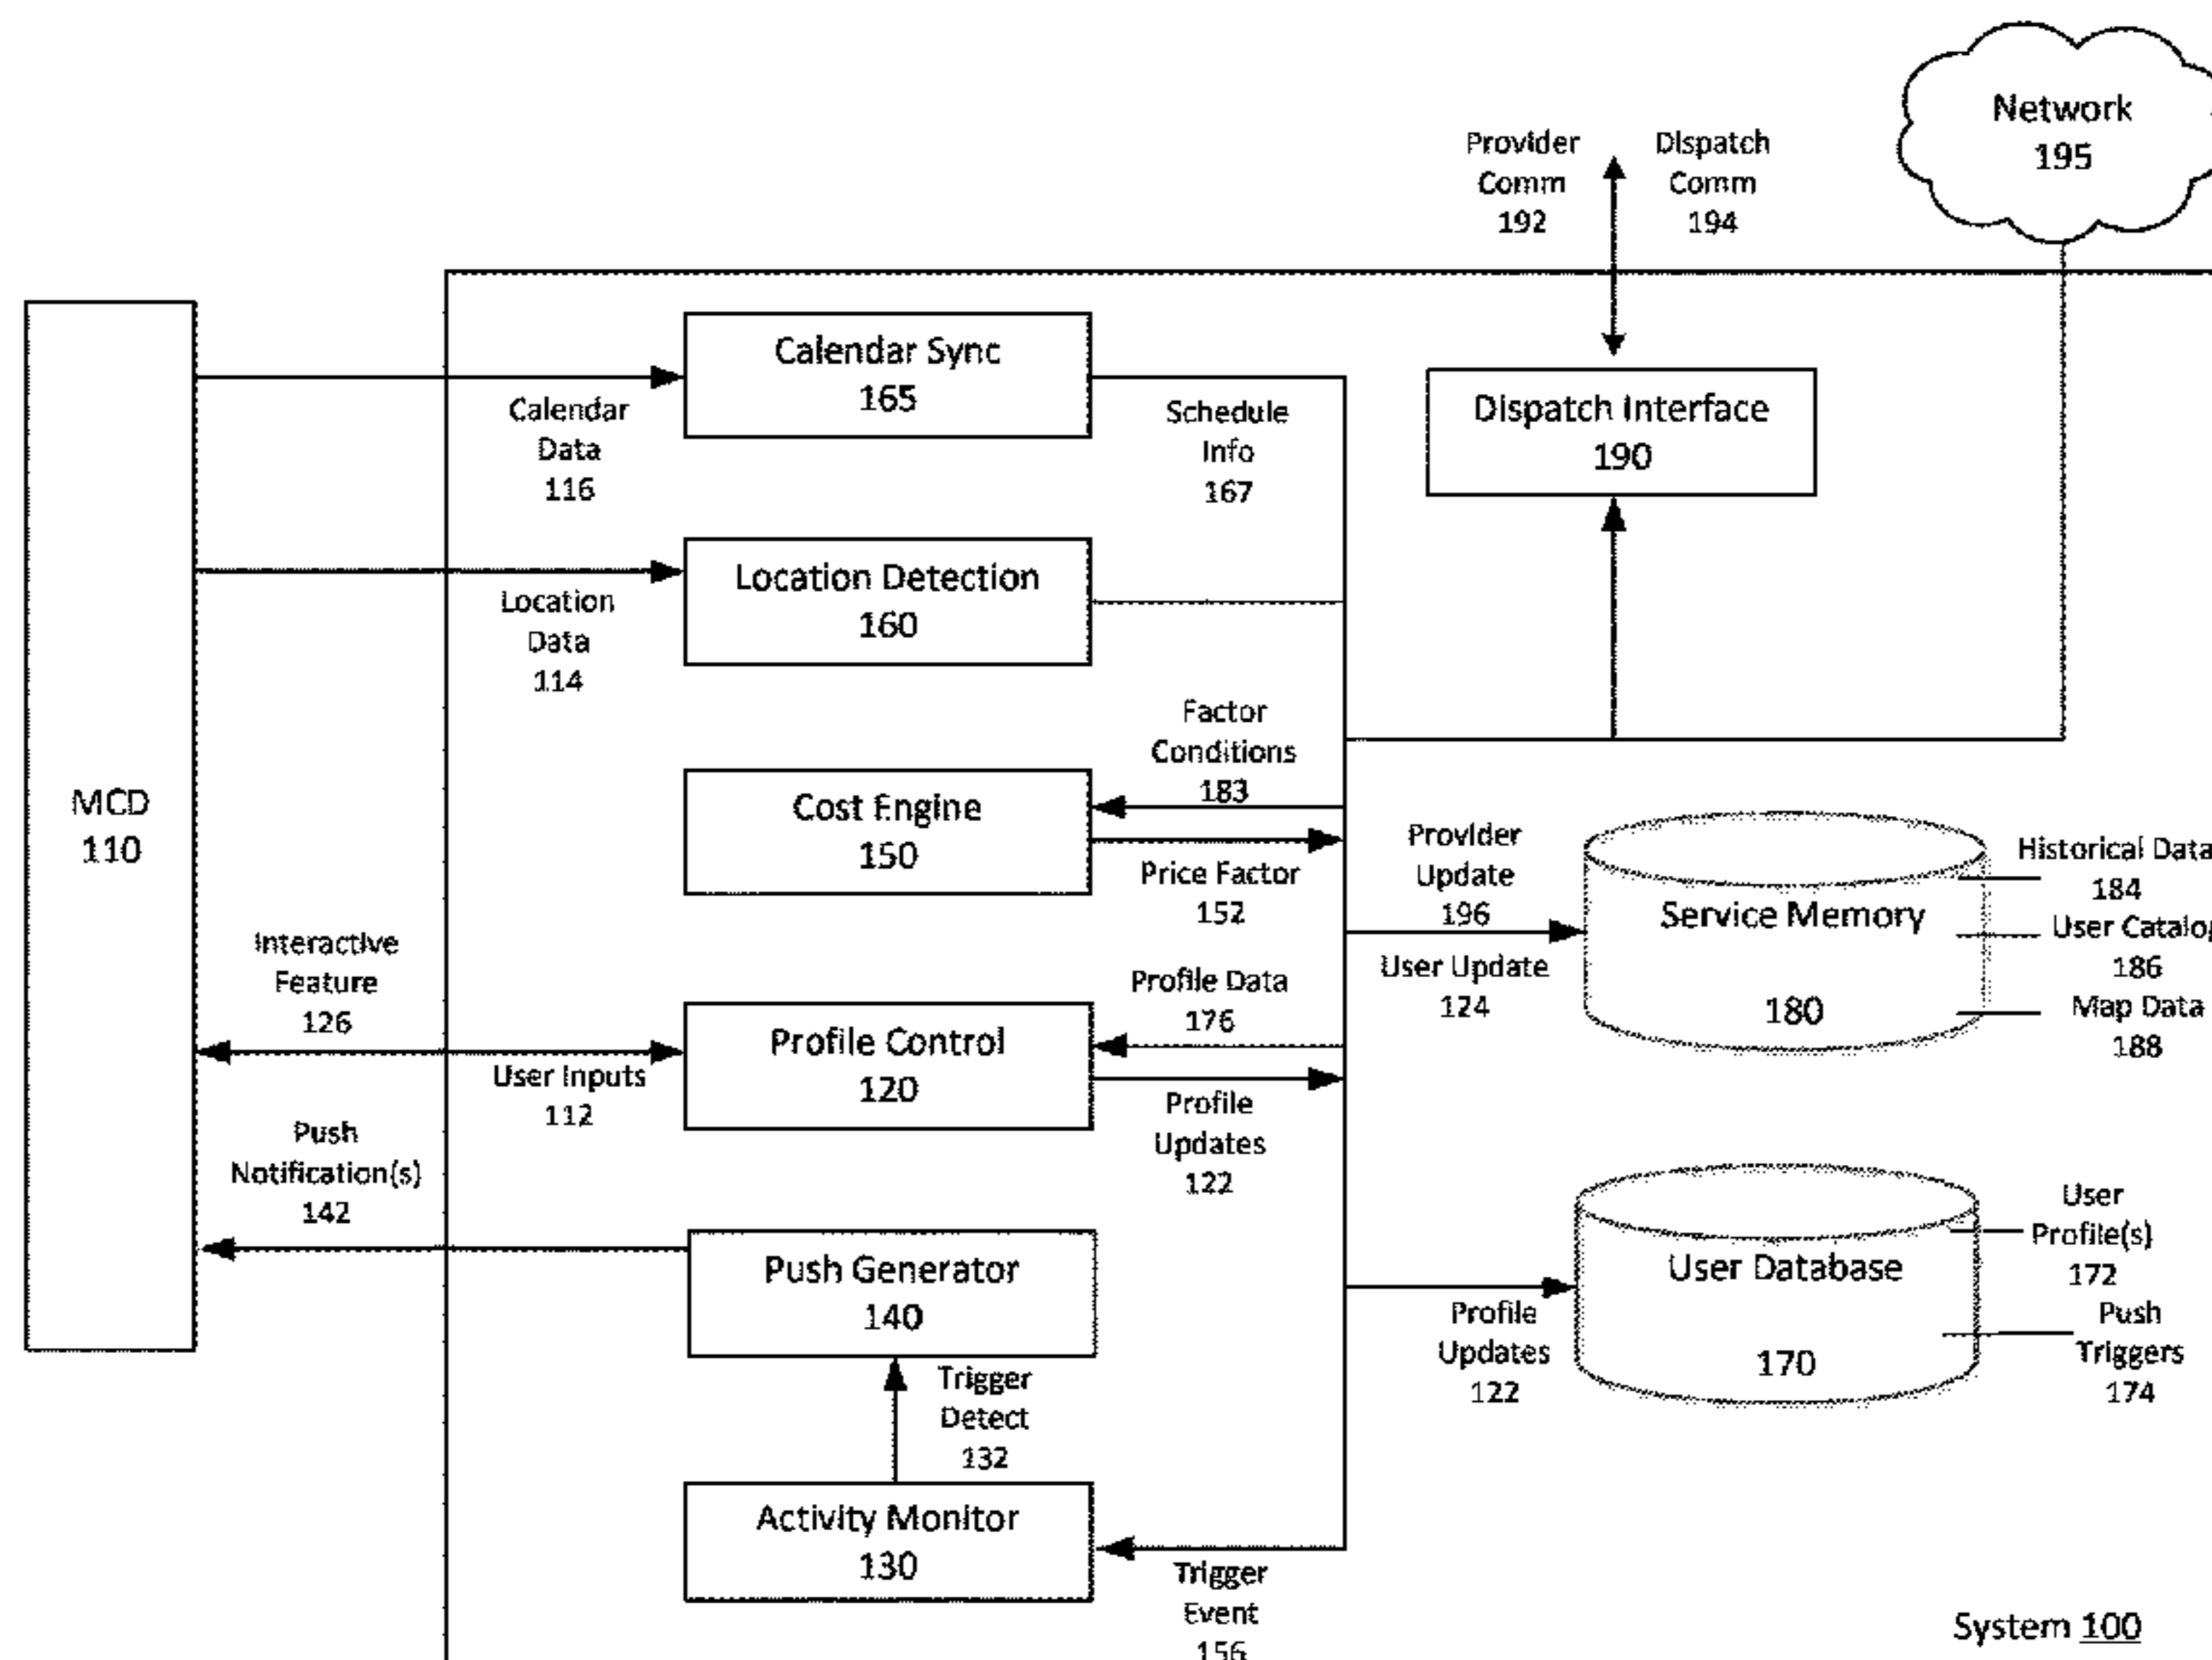 Network
195
Provider
Comm
192
Dispatch
Comm
194
Calendar Sync
165
Calendar
Data
116
Schedule
Info
167
Dispatch Interface
190
Location Detection
160
Location
Data
114
Factor
Conditions
183
MCD
110
Cost Engine
150
Price Factor
152
Provider
Update
196
User Update
124
Service Memory
180
Historical Data
184
User Catalog
186
Map Data
188
Interactive
Feature
126
User Inputs
112
Profile Control
120
Profile Data
176
Profile
Updates
122
Push
Notification(s)
142
Push Generator
140
User Database
170
User
Profile(s)
172
Push
Triggers
174
Profile
Updates
122
Trigger
Detect
132
Activity Monitor
130
Trigger
Event
156
System 100